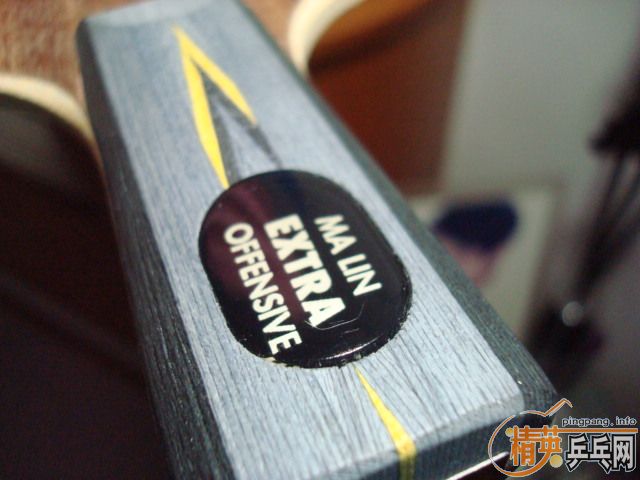 MA LIN
EXTRA
OFFENSIVE
pingpang.info
精英乒乓网